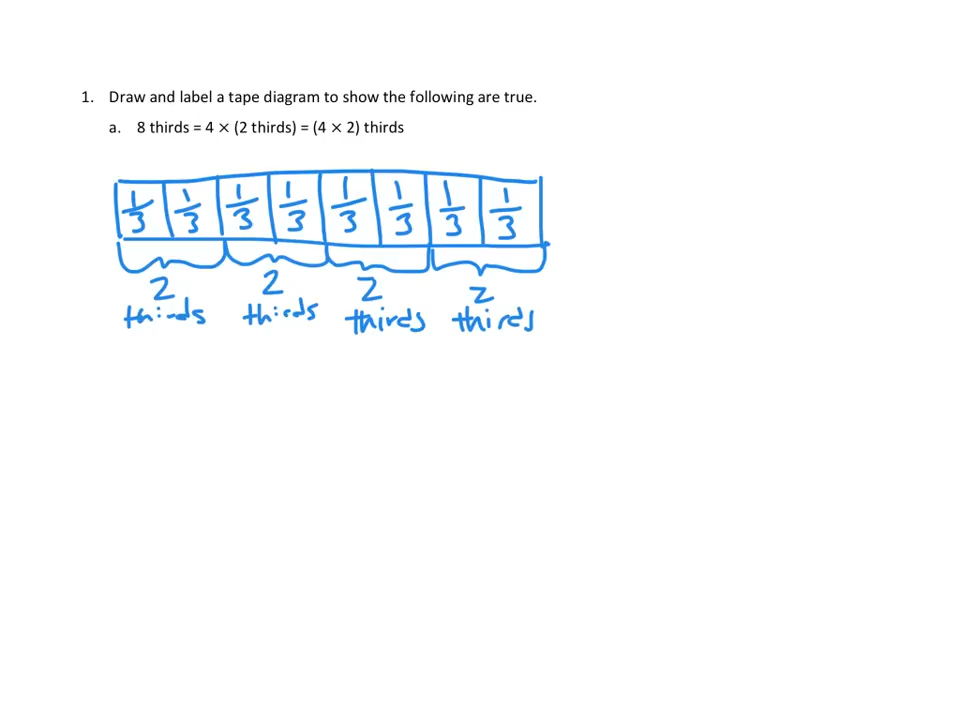 1. Draw and label a tape diagram to show the following are true.
a. 8 thirds = 4 × (2 thirds) = (4 × 2) thirds
1/3 1/3 1/3 1/3 1/3 1/3 1/3 1/3
2 2 2 2
thirds thirds thirds thirds